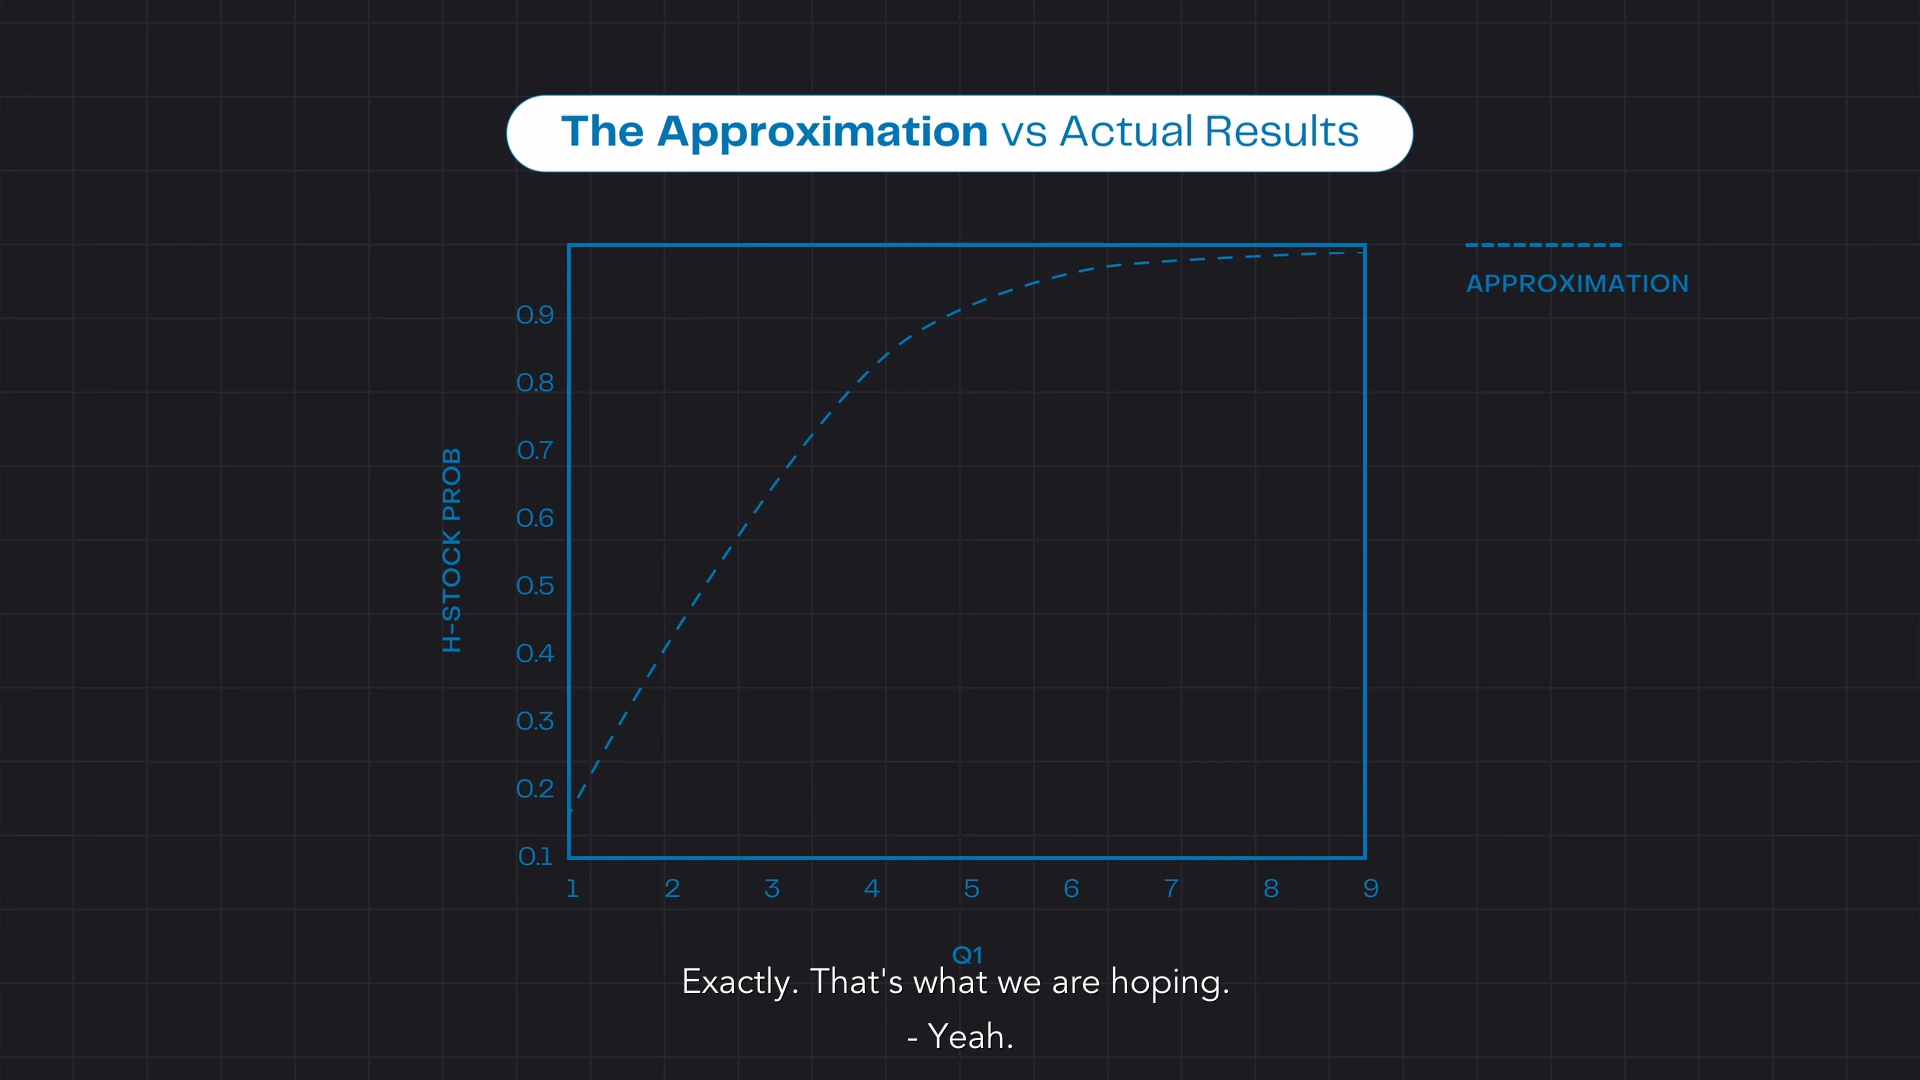 The Approximation vs Actual Results
APPROXIMATION
H-STOCK PROB
0.9
0.8
0.7
0.6
0.5
0.4
0.3
0.2
0.1
1 2 3 4 5 6 7 8 9
Q1
Exactly. That's what we are hoping.
- Yeah.